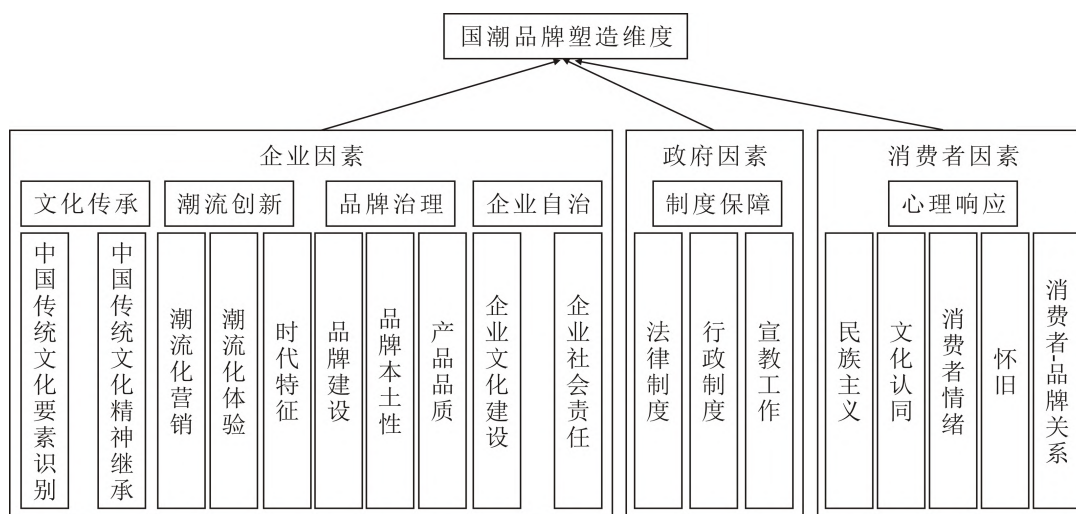 国潮品牌塑造维度
企业因素
政府因素
消费者因素
文化传承
潮流创新
品牌治理
企业自治
制度保障
心理响应
中国传统文化要素识别
中国传统文化精神继承
潮流化营销
潮流化体验
时代特征
品牌建设
品牌本土性
产品品质
企业文化建设
企业社会责任
法律制度
行政制度
宣教工作
民族主义
文化认同
消费者情绪
怀旧
消费者-品牌关系